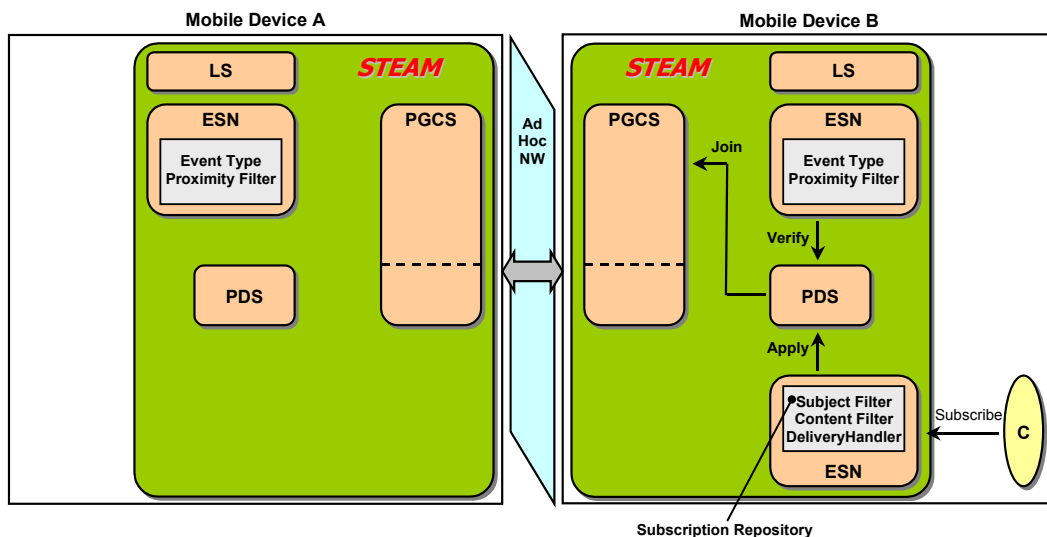 Mobile Device A
LS
STEAM
ESN
Event Type
Proximity Filter
PGCS
PDS
Ad
Hoc
NW
Mobile Device B
STEAM
LS
PGCS
Join
ESN
Event Type
Proximity Filter
Verify
PDS
Apply
Subject Filter
Content Filter
DeliveryHandler
ESN
Subscribe
C
Subscription Repository